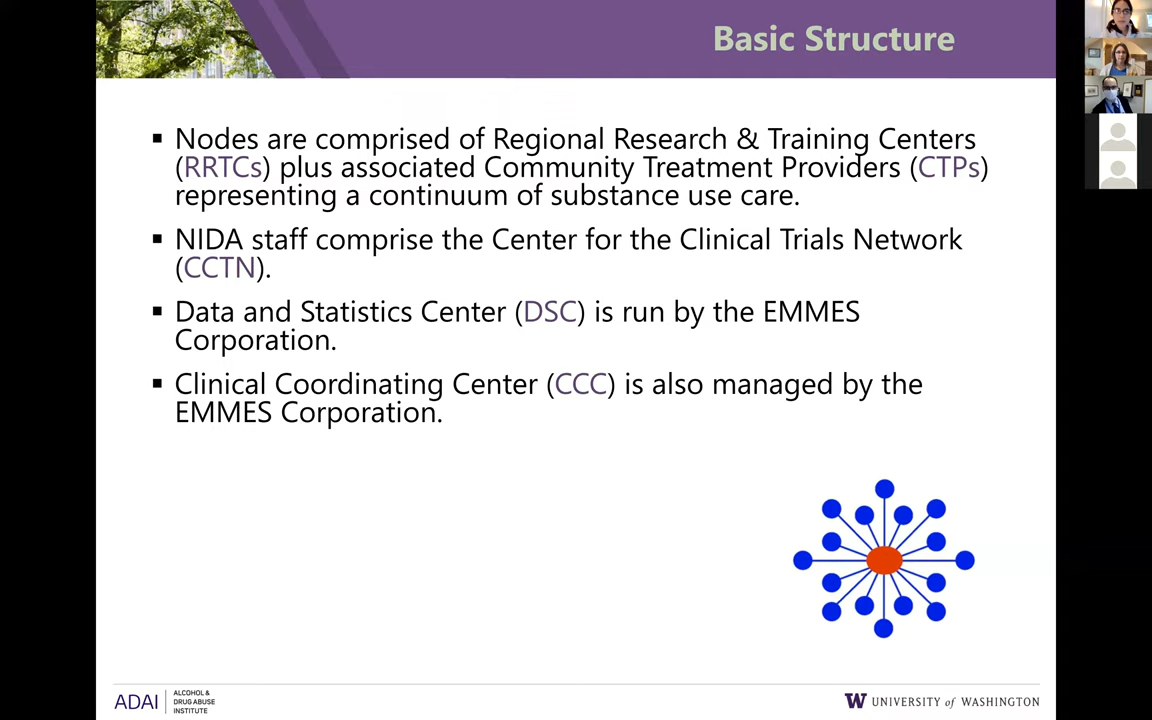 Basic Structure
▪ Nodes are comprised of Regional Research & Training Centers
(RRTCs) plus associated Community Treatment Providers (CTPs)
representing a continuum of substance use care.
▪ NIDA staff comprise the Center for the Clinical Trials Network
(CCTN).
▪ Data and Statistics Center (DSC) is run by the EMMES
Corporation.
▪ Clinical Coordinating Center (CCC) is also managed by the
EMMES Corporation.
ADAI
ALCOHOL &
DRUG ABUSE
INSTITUTE
W UNIVERSITY of WASHINGTON